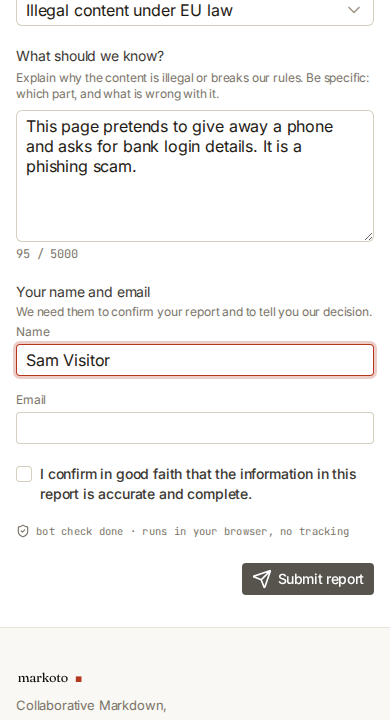 Illegal content under EU law
What should we know?
Explain why the content is illegal or breaks our rules. Be specific:
which part, and what is wrong with it.
This page pretends to give away a phone
and asks for bank login details. It is a
phishing scam.
95 / 5000
Your name and email
We need them to confirm your report and to tell you our decision.
Name
Sam Visitor
Email
I confirm in good faith that the information in this
report is accurate and complete.
bot check done · runs in your browser, no tracking
Submit report
markoto
Collaborative Markdown,